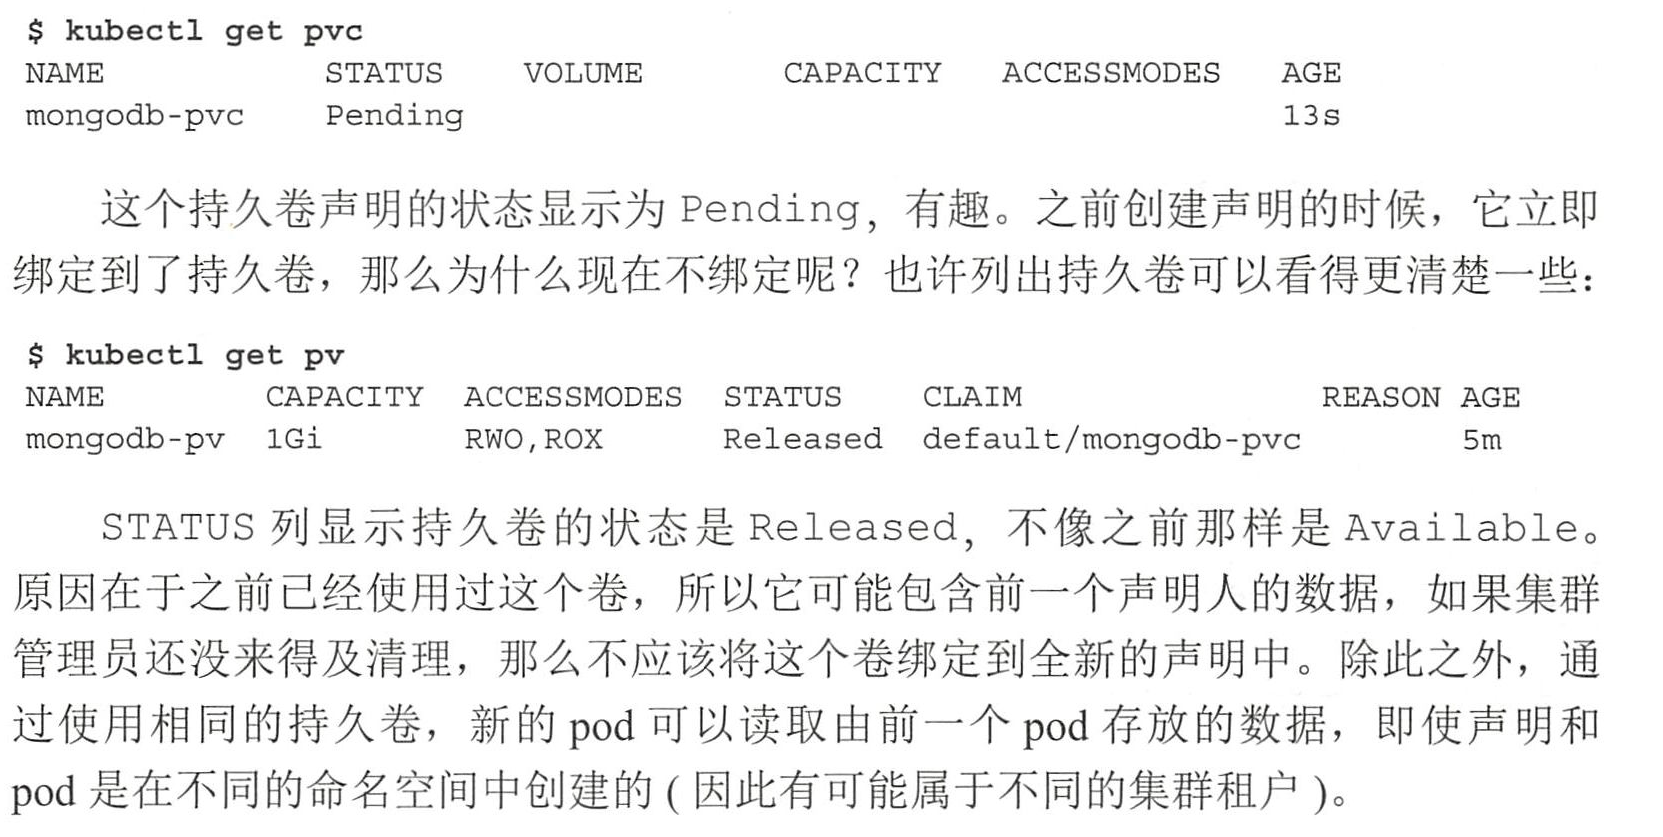 $ kubectl get pvc
NAME STATUS VOLUME CAPACITY ACCESSMODES AGE
mongodb-pvc Pending 13s
这个持久卷声明的状态显示为 Pending，有趣。之前创建声明的时候，它立即
绑定到了持久卷，那么为什么现在不绑定呢？也许列出持久卷可以看得更清楚一些：
$ kubectl get pv
NAME CAPACITY ACCESSMODES STATUS CLAIM REASON AGE
mongodb-pv 1Gi RWO,ROX Released default/mongodb-pvc 5m
STATUS 列显示持久卷的状态是 Released，不像之前那样是 Available。
原因在于之前已经使用过这个卷，所以它可能包含前一个声明人的数据，如果集群
管理员还没来得及清理，那么不应该将这个卷绑定到全新的声明中。除此之外，通
过使用相同的持久卷，新的 pod 可以读取由前一个 pod 存放的数据，即使声明和
pod 是在不同的命名空间中创建的 ( 因此有可能属于不同的集群租户 )。